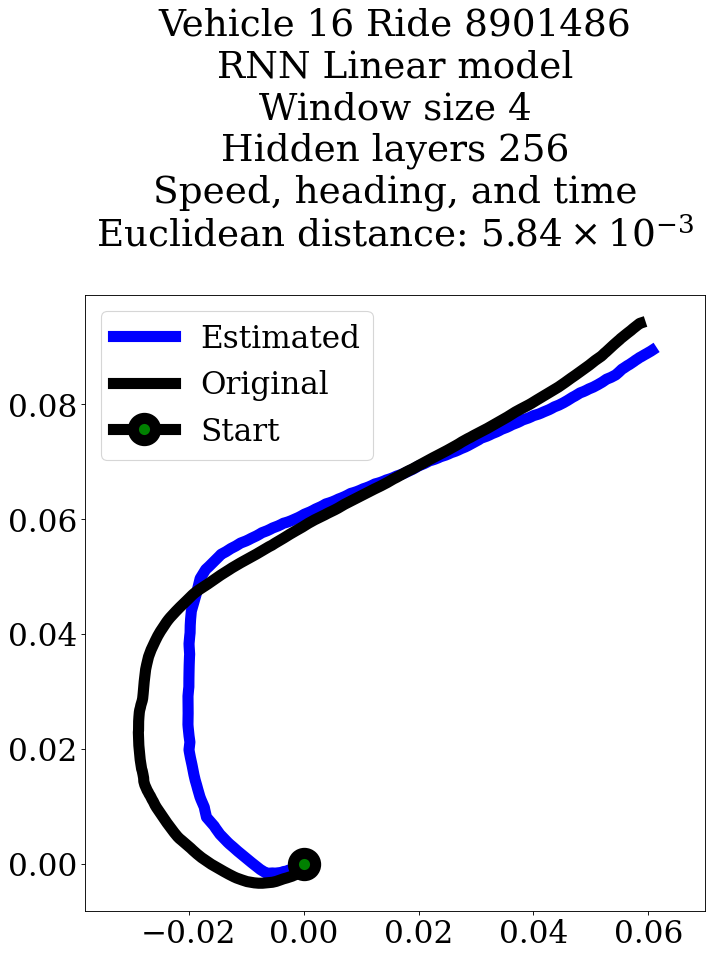 Vehicle 16 Ride 8901486
RNN Linear model
Window size 4
Hidden layers 256
Speed, heading, and time
Euclidean distance: 5.84 × 10⁻³
Estimated
Original
Start
0.08
0.06
0.04
0.02
0.00
−0.02 0.00 0.02 0.04 0.06